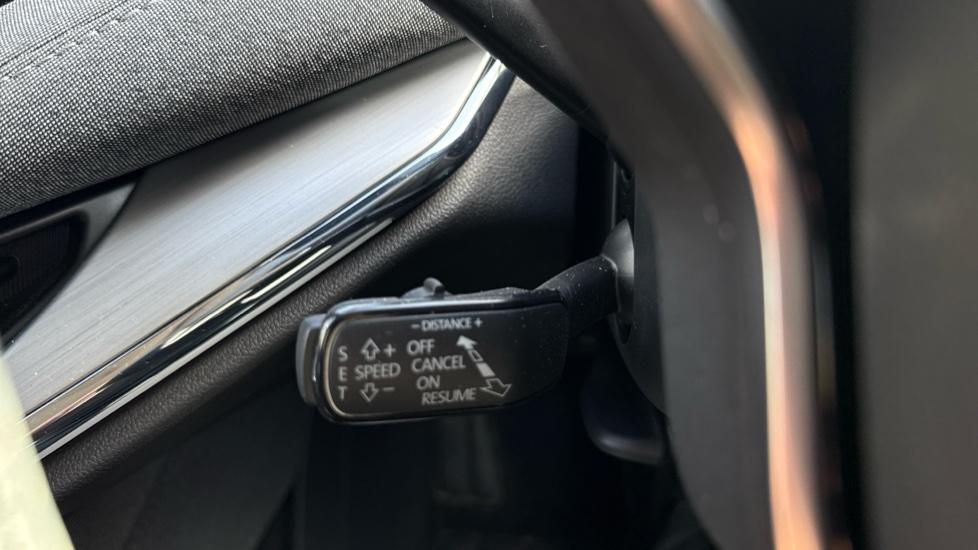 - DISTANCE +
S + OFF
E SPEED CANCEL
T - ON
RESUME